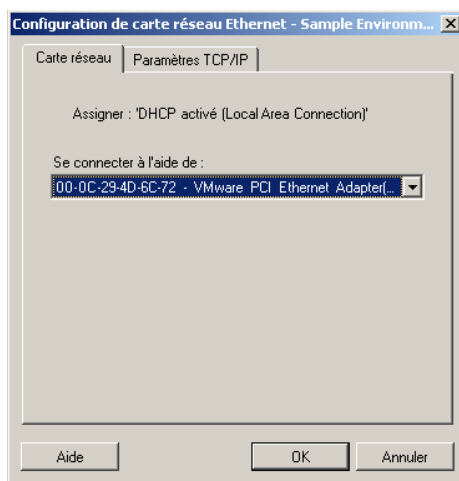 Configuration de carte réseau Ethernet - Sample Environm...
Carte réseau
Paramètres TCP/IP
Assigner : 'DHCP activé (Local Area Connection)'
Se connecter à l'aide de :
00-0C-29-4D-6C-72 - VMware PCI Ethernet Adapter(...
Aide
OK
Annuler